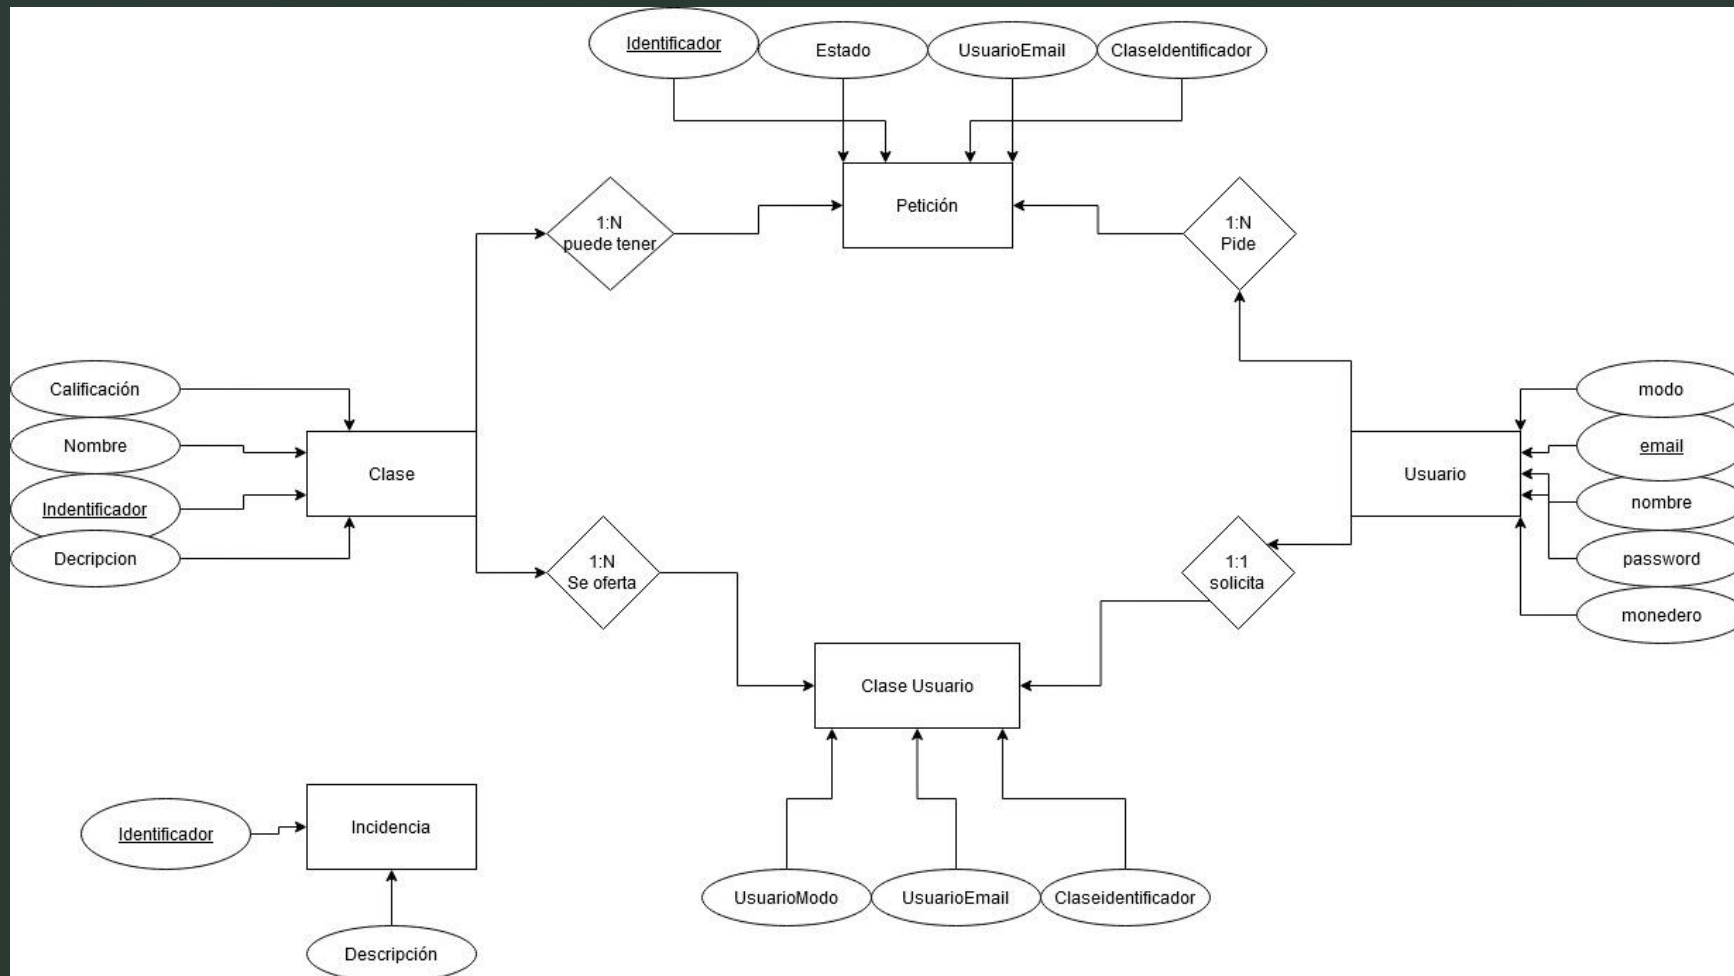 Identificador
Estado
UsuarioEmail
ClaseIdentificador
Petición
1:N
puede tener
1:N
Pide
Calificación
Nombre
Indentificador
Decripcion
Clase
Usuario
modo
email
nombre
password
monedero
1:N
Se oferta
1:1
solicita
Clase Usuario
Identificador
Incidencia
Descripción
UsuarioModo
UsuarioEmail
Claseidentificador